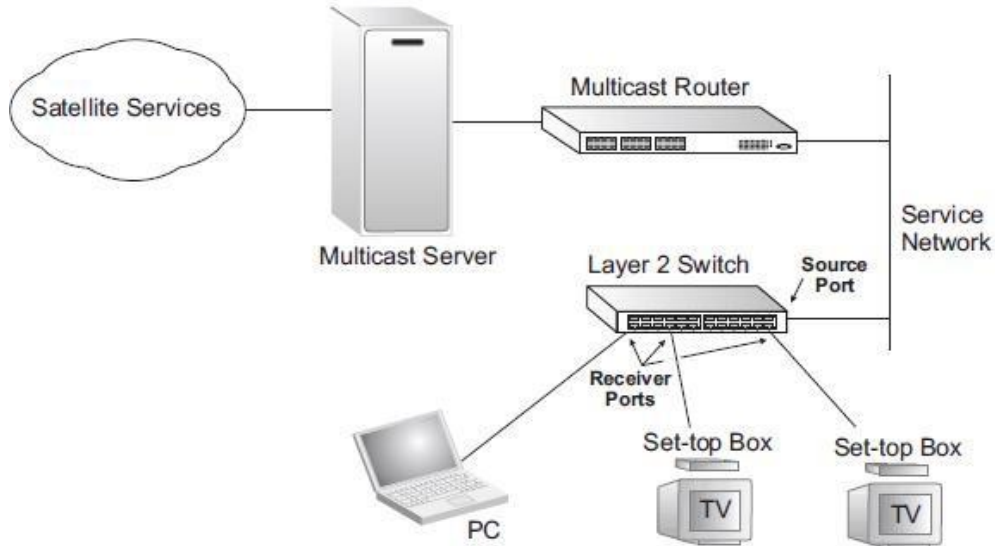 Satellite Services
Multicast Server
Multicast Router
Service
Network
Layer 2 Switch
Source
Port
Receiver
Ports
PC
Set-top Box
TV
Set-top Box
TV